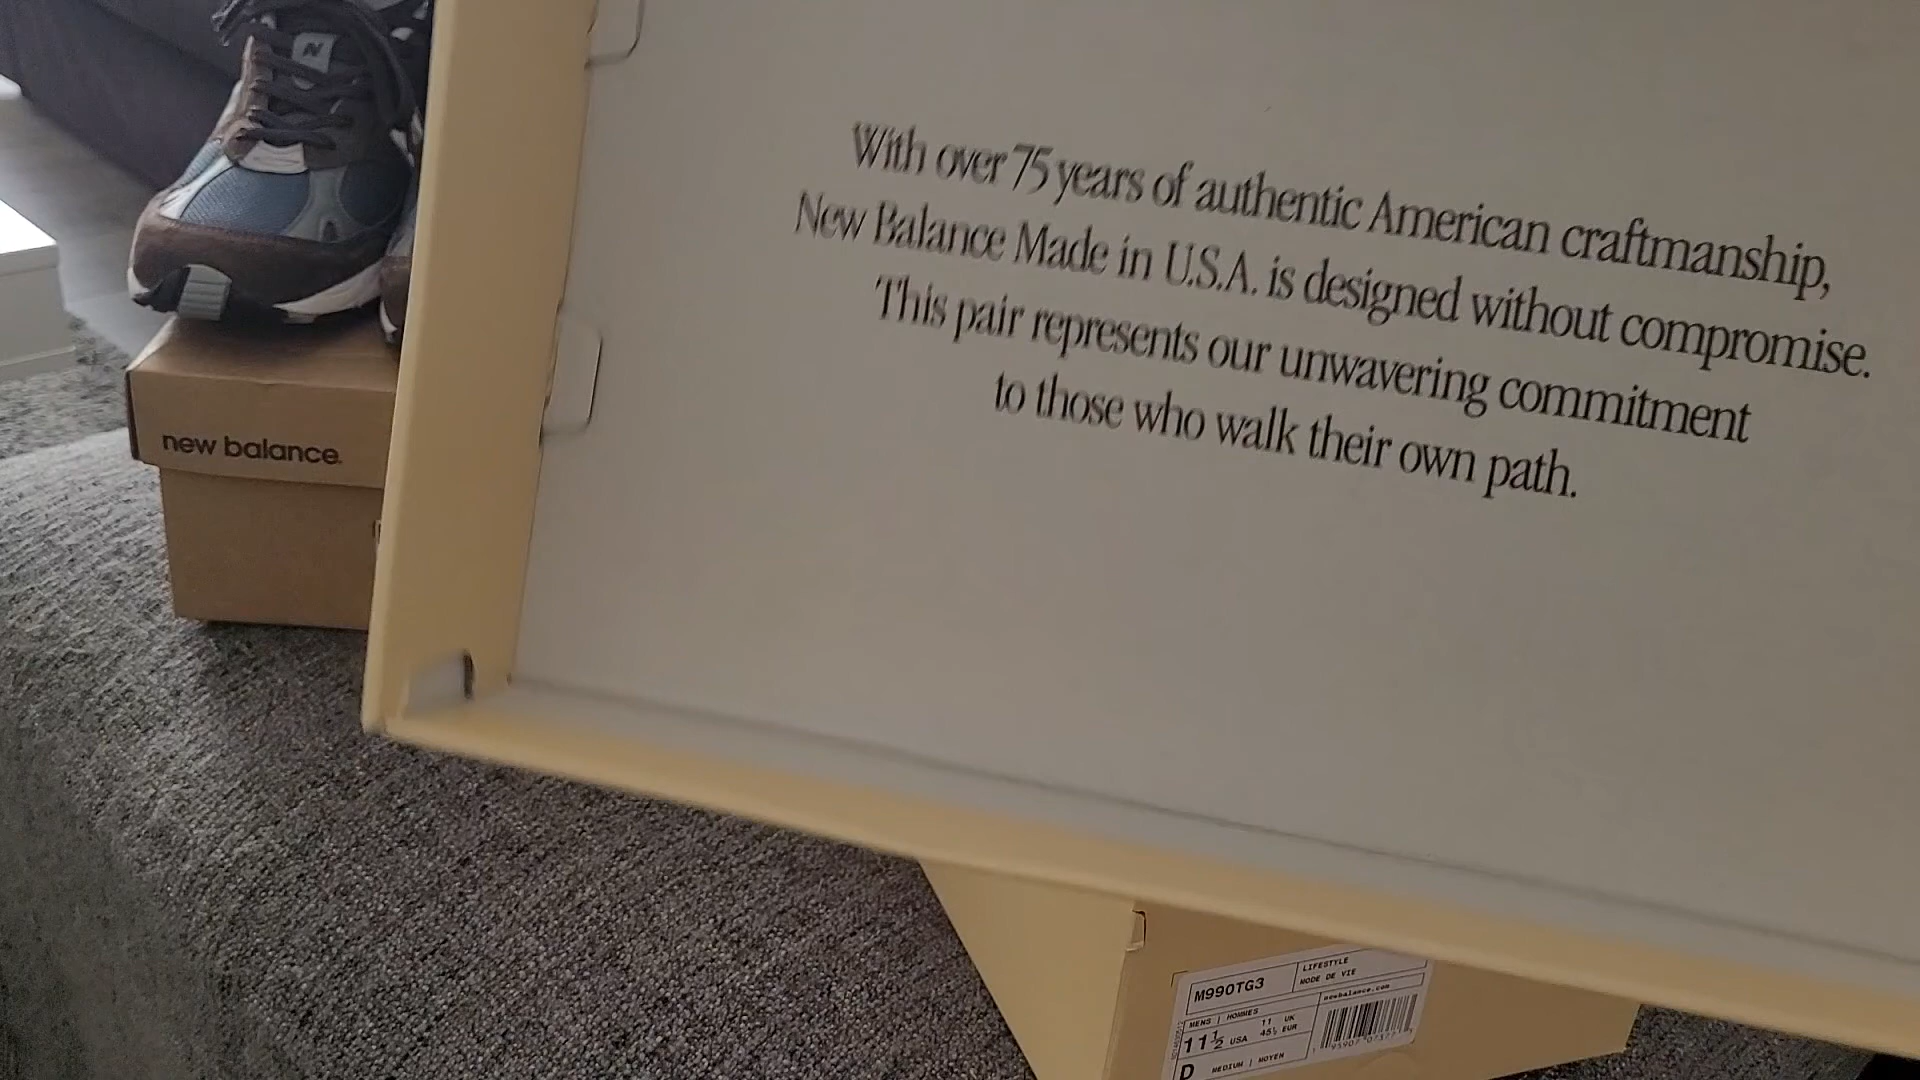 N
With over 75 years of authentic American craftmanship,
New Balance Made in U.S.A. is designed without compromise.
This pair represents our unwavering commitment
to those who walk their own path.
new balance
M990TG3
LIFESTYLE
MODE DE VIE
newbalance.com
MENS | HOMMES
11 UK
11½ USA
45½ EUR
D MEDIUM | MOYEN